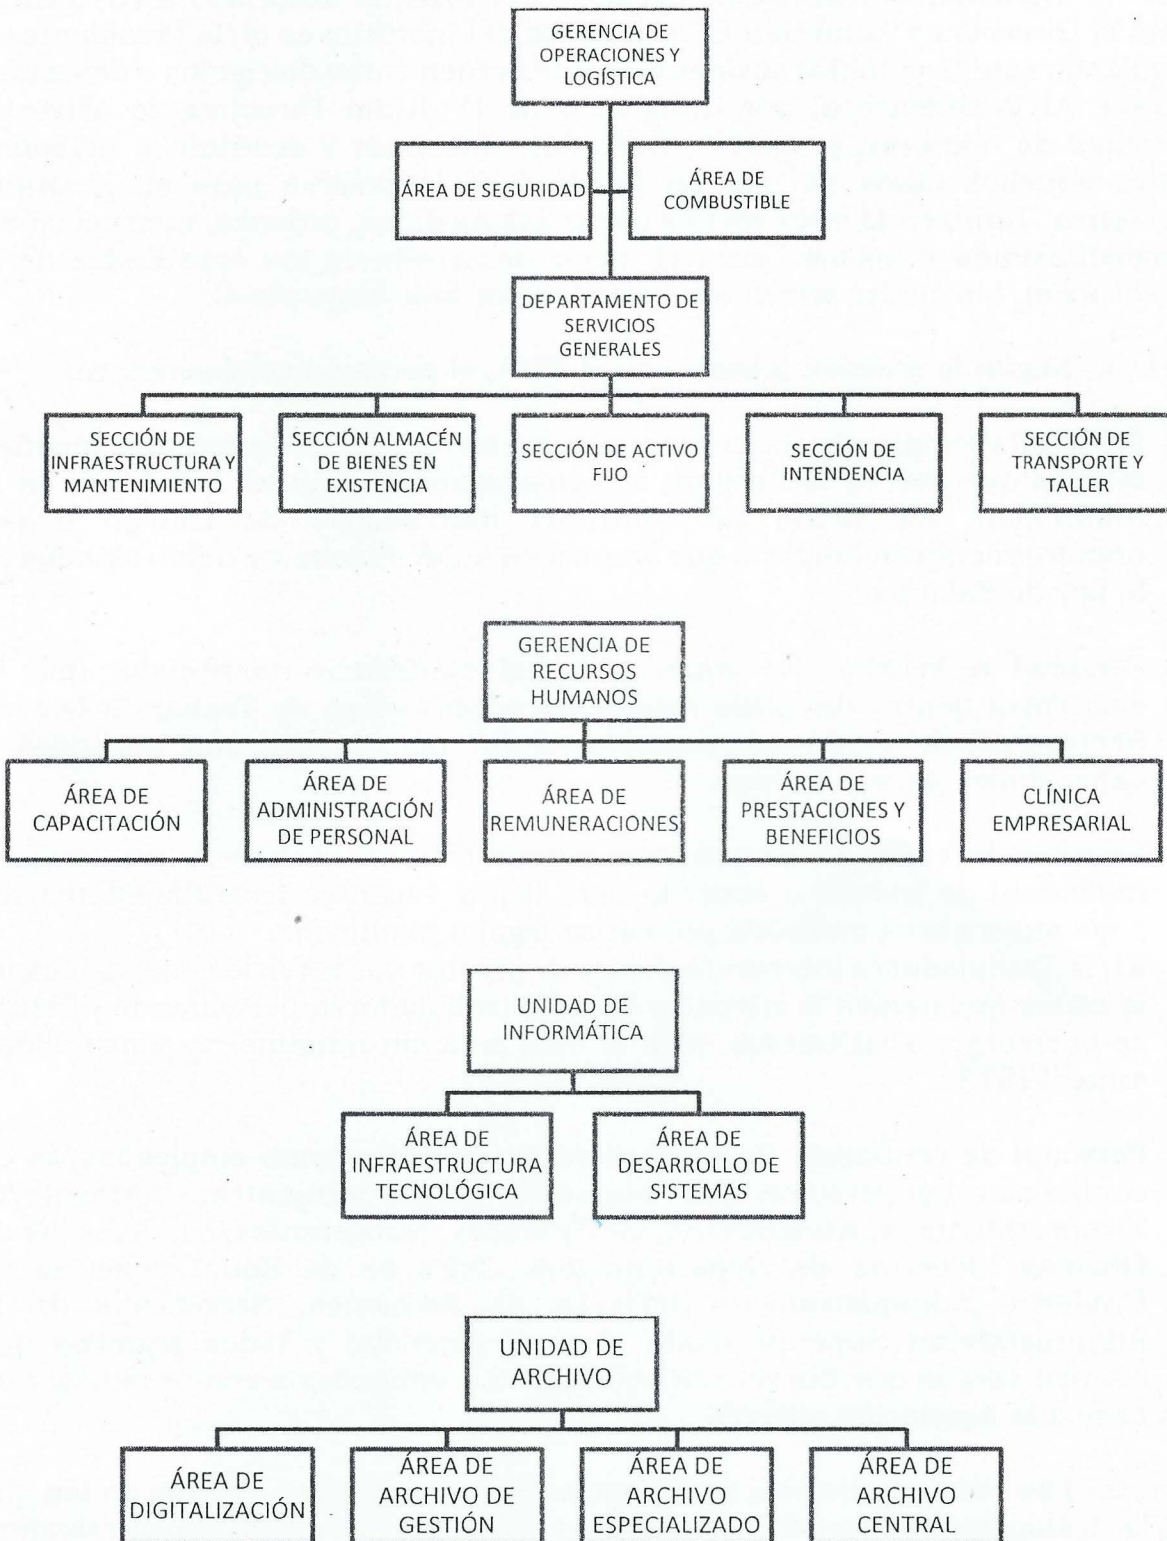 GERENCIA DE
OPERACIONES Y
LOGÍSTICA
ÁREA DE SEGURIDAD
ÁREA DE
COMBUSTIBLE
DEPARTAMENTO DE
SERVICIOS
GENERALES
SECCIÓN DE
INFRAESTRUCTURA Y
MANTENIMIENTO
SECCIÓN ALMACÉN
DE BIENES EN
EXISTENCIA
SECCIÓN DE ACTIVO
FIJO
SECCIÓN DE
INTENDENCIA
SECCIÓN DE
TRANSPORTE Y
TALLER
GERENCIA DE
RECURSOS
HUMANOS
ÁREA DE
CAPACITACIÓN
ÁREA DE
ADMINISTRACIÓN
DE PERSONAL
ÁREA DE
REMUNERACIONES
ÁREA DE
PRESTACIONES Y
BENEFICIOS
CLÍNICA
EMPRESARIAL
UNIDAD DE
INFORMÁTICA
ÁREA DE
INFRAESTRUCTURA
TECNOLÓGICA
ÁREA DE
DESARROLLO DE
SISTEMAS
UNIDAD DE
ARCHIVO
ÁREA DE
DIGITALIZACIÓN
ÁREA DE
ARCHIVO DE
GESTIÓN
ÁREA DE
ARCHIVO
ESPECIALIZADO
ÁREA DE
ARCHIVO
CENTRAL